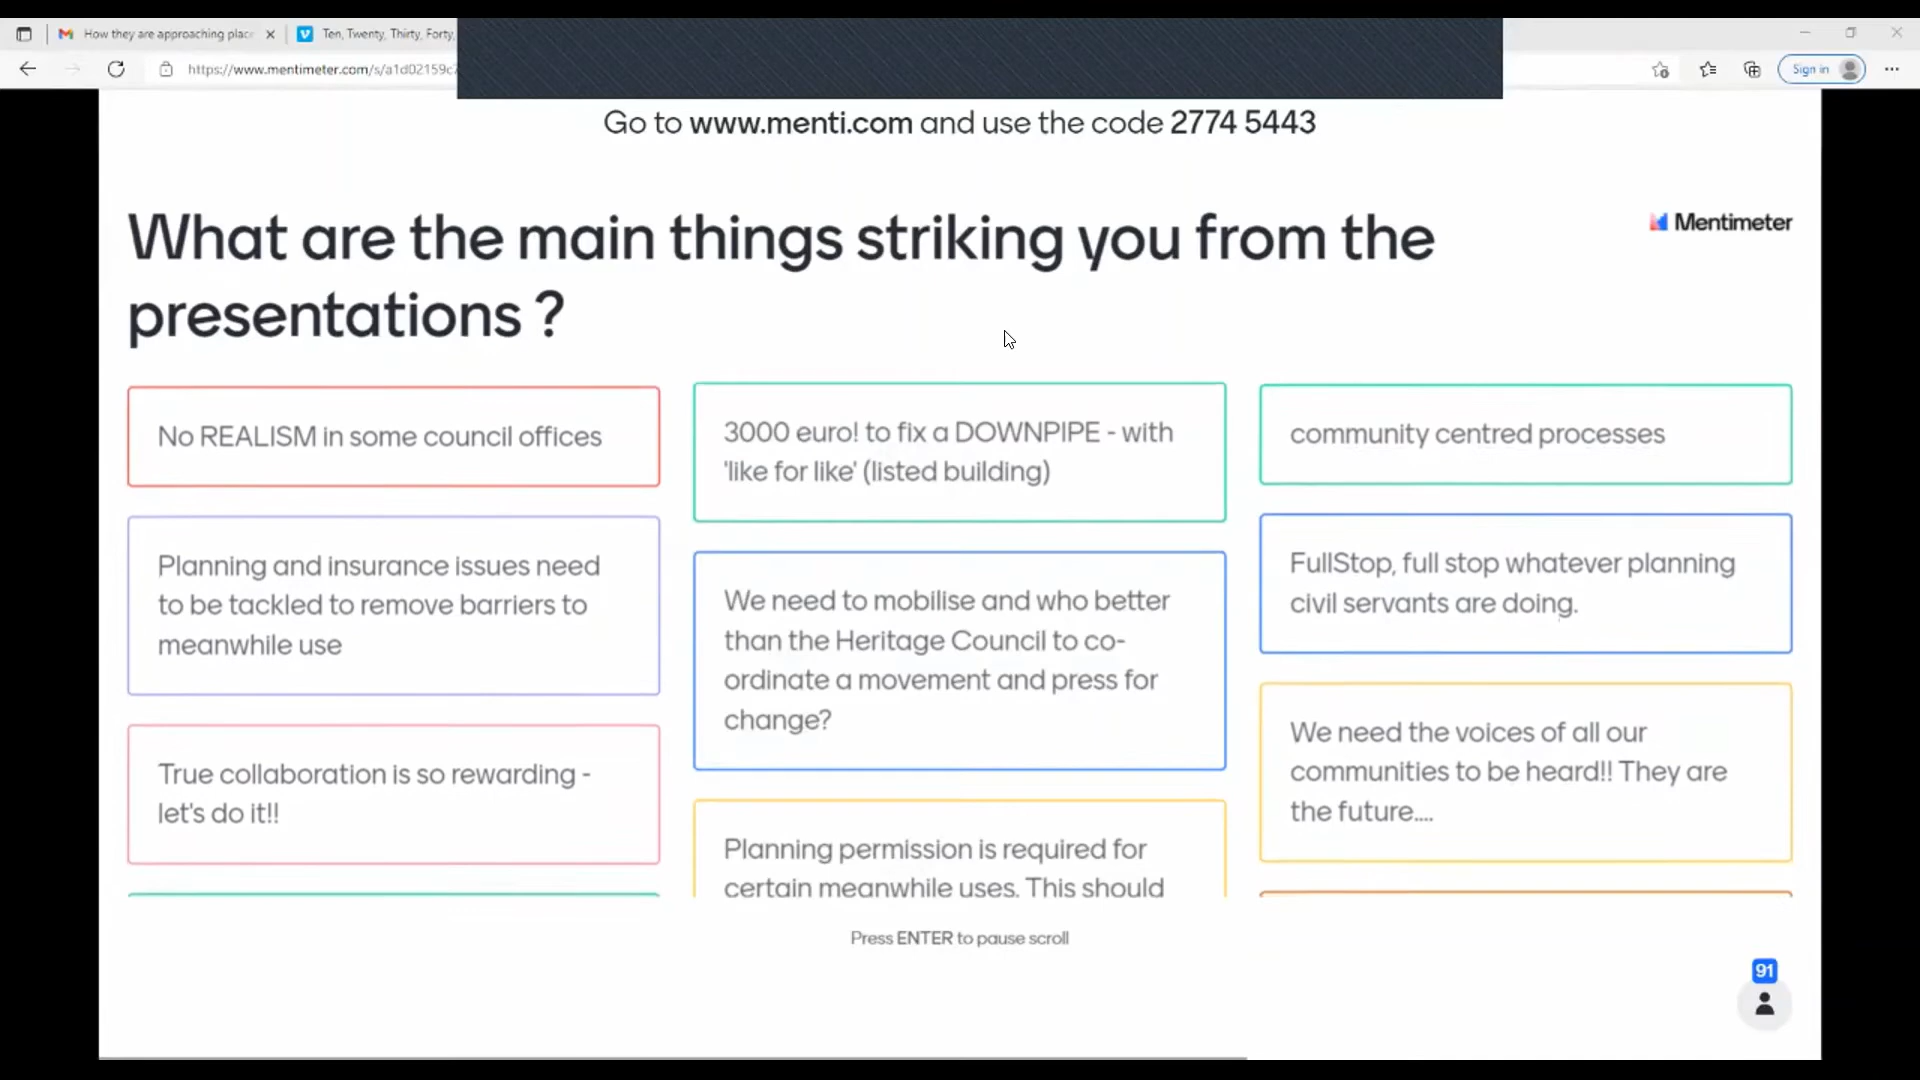 How they are approaching plac
Ten, Twenty, Thirty, Forty,
https://www.mentimeter.com/s/a1d02159c
Sign in
Go to www.menti.com and use the code 2774 5443
What are the main things striking you from the
presentations ?
Mentimeter
No REALISM in some council offices
Planning and insurance issues need
to be tackled to remove barriers to
meanwhile use
True collaboration is so rewarding -
let's do it!!
3000 euro! to fix a DOWNPIPE - with
'like for like' (listed building)
We need to mobilise and who better
than the Heritage Council to co-
ordinate a movement and press for
change?
Planning permission is required for
certain meanwhile uses. This should
community centred processes
FullStop, full stop whatever planning
civil servants are doing.
We need the voices of all our
communities to be heard!! They are
the future....
Press ENTER to pause scroll
91